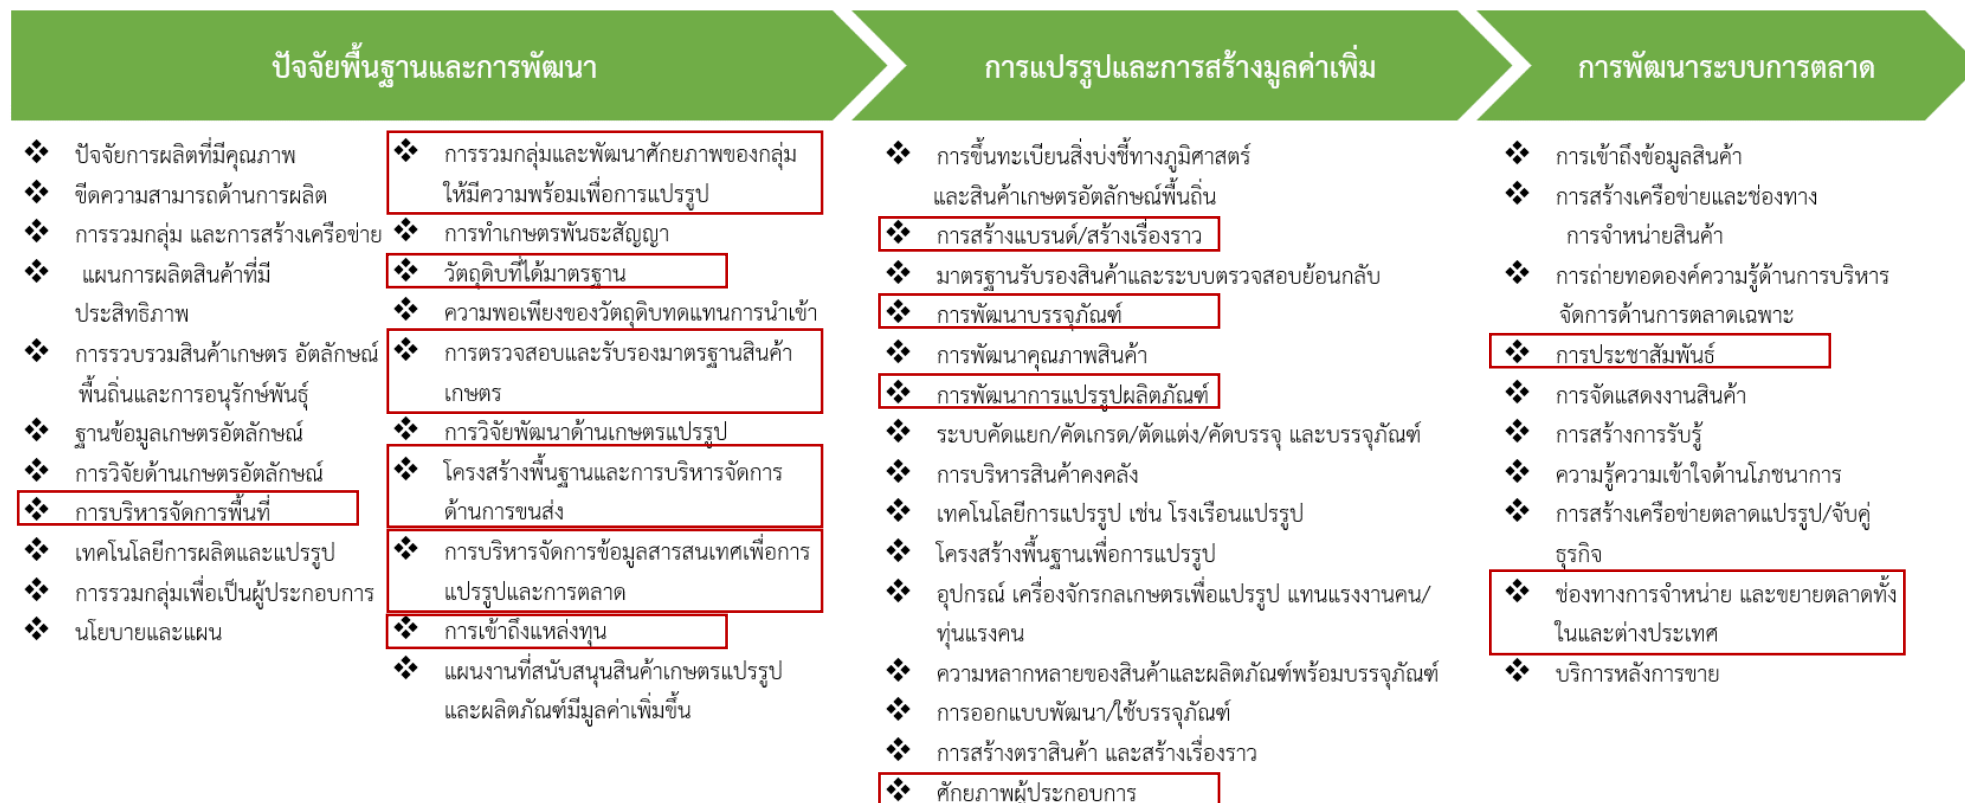 ปัจจัยพื้นฐานและการพัฒนา
การแปรรูปและการสร้างมูลค่าเพิ่ม
การพัฒนาระบบการตลาด
❖ ปัจจัยการผลิตที่มีคุณภาพ
❖ ขีดความสามารถด้านการผลิต
❖ การรวมกลุ่ม และการสร้างเครือข่าย
❖ แผนการผลิตสินค้าที่มี
ประสิทธิภาพ
❖ การรวบรวมสินค้าเกษตร อัตลักษณ์
พื้นถิ่นและการอนุรักษ์พันธุ์
❖ ฐานข้อมูลเกษตรอัตลักษณ์
❖ การวิจัยด้านเกษตรอัตลักษณ์
❖ การบริหารจัดการพื้นที่
❖ เทคโนโลยีการผลิตและแปรรูป
❖ การรวมกลุ่มเพื่อเป็นผู้ประกอบการ
❖ นโยบายและแผน
❖ การรวมกลุ่มและพัฒนาศักยภาพของกลุ่ม
ให้มีความพร้อมเพื่อการแปรรูป
❖ การทำเกษตรพันธะสัญญา
❖ วัตถุดิบที่ได้มาตรฐาน
❖ ความพอเพียงของวัตถุดิบทดแทนการนำเข้า
❖ การตรวจสอบและรับรองมาตรฐานสินค้า
เกษตร
❖ การวิจัยพัฒนาด้านเกษตรแปรรูป
❖ โครงสร้างพื้นฐานและการบริหารจัดการ
ด้านการขนส่ง
❖ การบริหารจัดการข้อมูลสารสนเทศเพื่อการ
แปรรูปและการตลาด
❖ การเข้าถึงแหล่งทุน
❖ แผนงานที่สนับสนุนสินค้าเกษตรแปรรูป
และผลิตภัณฑ์มีมูลค่าเพิ่มขึ้น
❖ การขึ้นทะเบียนสิ่งบ่งชี้ทางภูมิศาสตร์
และสินค้าเกษตรอัตลักษณ์พื้นถิ่น
❖ การสร้างแบรนด์/สร้างเรื่องราว
❖ มาตรฐานรับรองสินค้าและระบบตรวจสอบย้อนกลับ
❖ การพัฒนาบรรจุภัณฑ์
❖ การพัฒนาคุณภาพสินค้า
❖ การพัฒนาการแปรรูปผลิตภัณฑ์
❖ ระบบคัดแยก/คัดเกรด/ตัดแต่ง/คัดบรรจุ และบรรจุภัณฑ์
❖ การบริหารสินค้าคงคลัง
❖ เทคโนโลยีการแปรรูป เช่น โรงเรือนแปรรูป
❖ โครงสร้างพื้นฐานเพื่อการแปรรูป
❖ อุปกรณ์ เครื่องจักรกลเกษตรเพื่อแปรรูป แทนแรงงานคน/
ทุ่นแรงคน
❖ ความหลากหลายของสินค้าและผลิตภัณฑ์พร้อมบรรจุภัณฑ์
❖ การออกแบบพัฒนา/ใช้บรรจุภัณฑ์
❖ การสร้างตราสินค้า และสร้างเรื่องราว
❖ ศักยภาพผู้ประกอบการ
❖ การเข้าถึงข้อมูลสินค้า
❖ การสร้างเครือข่ายและช่องทาง
การจำหน่ายสินค้า
❖ การถ่ายทอดองค์ความรู้ด้านการบริหาร
จัดการด้านการตลาดเฉพาะ
❖ การประชาสัมพันธ์
❖ การจัดแสดงงานสินค้า
❖ การสร้างการรับรู้
❖ ความรู้ความเข้าใจด้านโภชนาการ
❖ การสร้างเครือข่ายตลาดแปรรูป/จับคู่
ธุรกิจ
❖ ช่องทางการจำหน่าย และขยายตลาดทั้ง
ในและต่างประเทศ
❖ บริการหลังการขาย